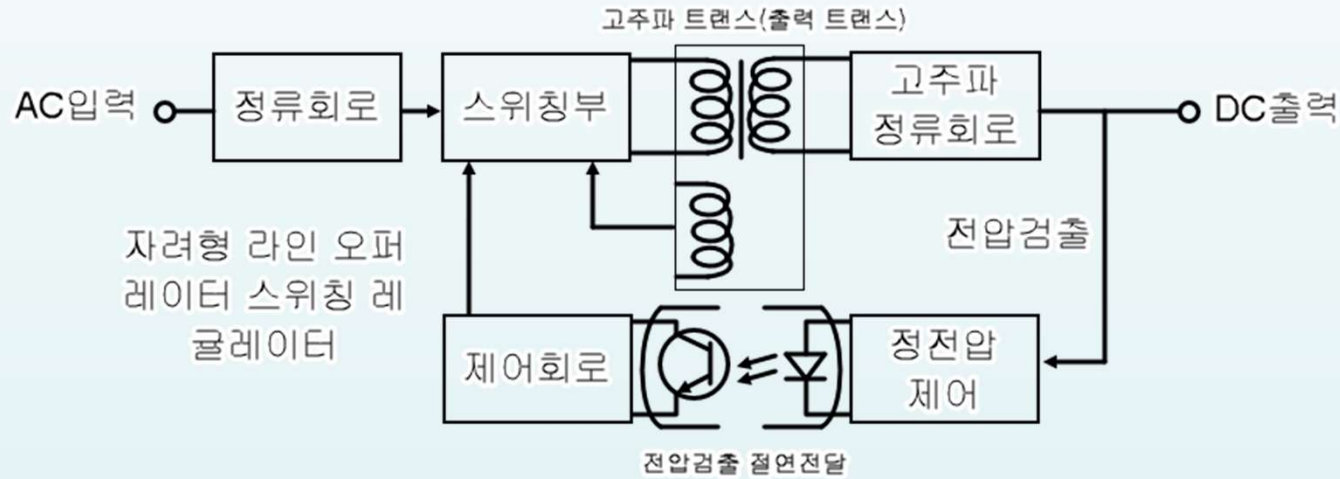 고주파 트랜스(출력 트랜스)
AC입력
정류회로
스위칭부
고주파
정류회로
DC출력
자려형 라인 오퍼
레이터 스위칭 레
귤레이터
전압검출
제어회로
정전압
제어
전압검출 절연전달